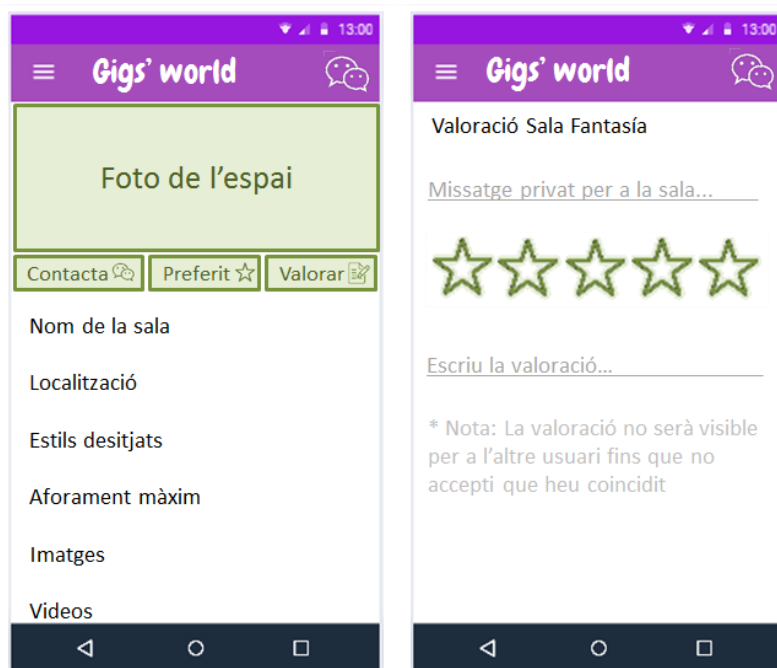 13:00
Gigs' world
Foto de l'espai
Contacta
Preferit
Valorar
Nom de la sala
Localització
Estils desitjats
Aforament màxim
Imatges
Videos
13:00
Gigs' world
Valoració Sala Fantasía
Missatge privat per a la sala...
Escriu la valoració...
* Nota: La valoració no serà visible
per a l'altre usuari fins que no
accepti que heu coincidit